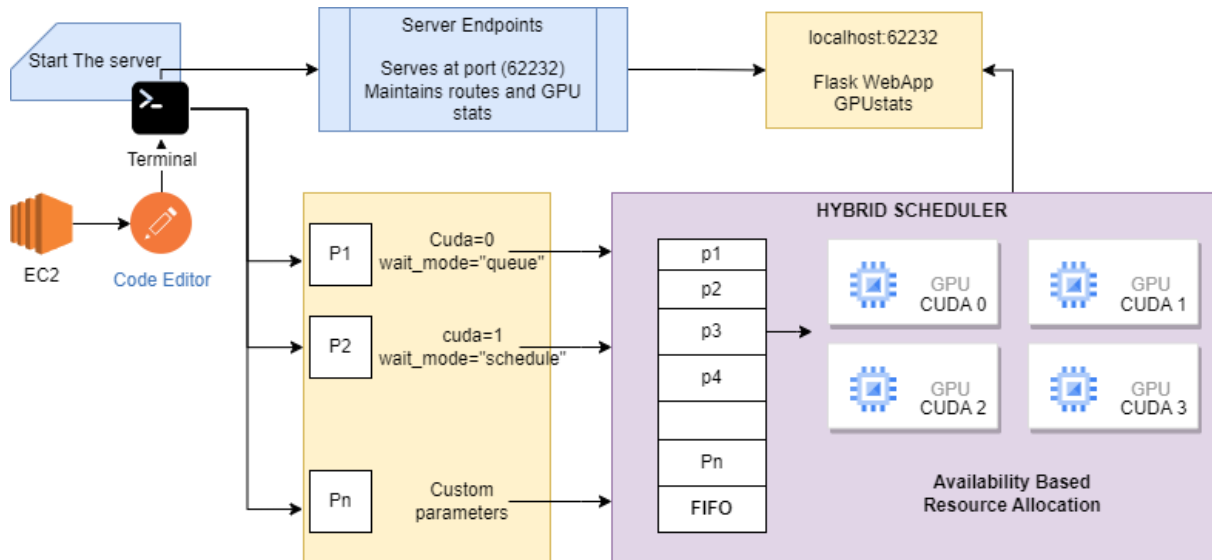 Start The server
Terminal
EC2
Code Editor
Server Endpoints
Serves at port (62232)
Maintains routes and GPU
stats
localhost:62232
Flask WebApp
GPUstats
P1
Cuda=0
wait_mode="queue"
P2
cuda=1
wait_mode="schedule"
Pn
Custom
parameters
HYBRID SCHEDULER
p1
p2
p3
p4
Pn
FIFO
GPU
CUDA 0
GPU
CUDA 1
GPU
CUDA 2
GPU
CUDA 3
Availability Based
Resource Allocation